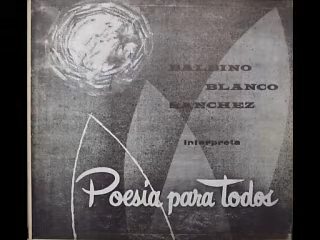 BALBINO
BLANCO
SANCHEZ
interpreta
Poesía para Todos